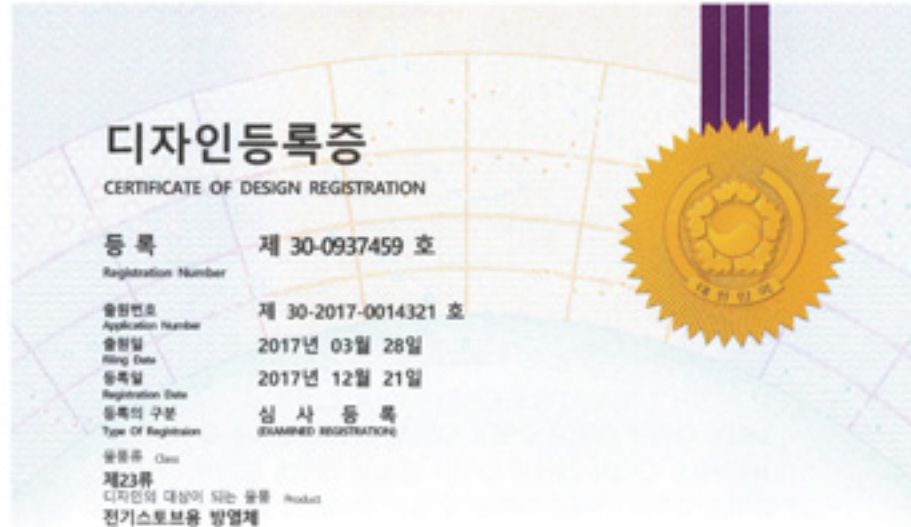 디자인등록증
CERTIFICATE OF DESIGN REGISTRATION
등 록 제 30-0937459 호
Registration Number
출원번호 제 30-2017-0014321 호
Application Number
출원일 2017년 03월 28일
Filing Date
등록일 2017년 12월 21일
Registration Date
등록의 구분 심 사 등 록
Type Of Registraion (EXAMINED REGISTRATION)
물품류 Class
제23류
디자인의 대상이 되는 물품 Product
전기스토브용 방열체
대한민국